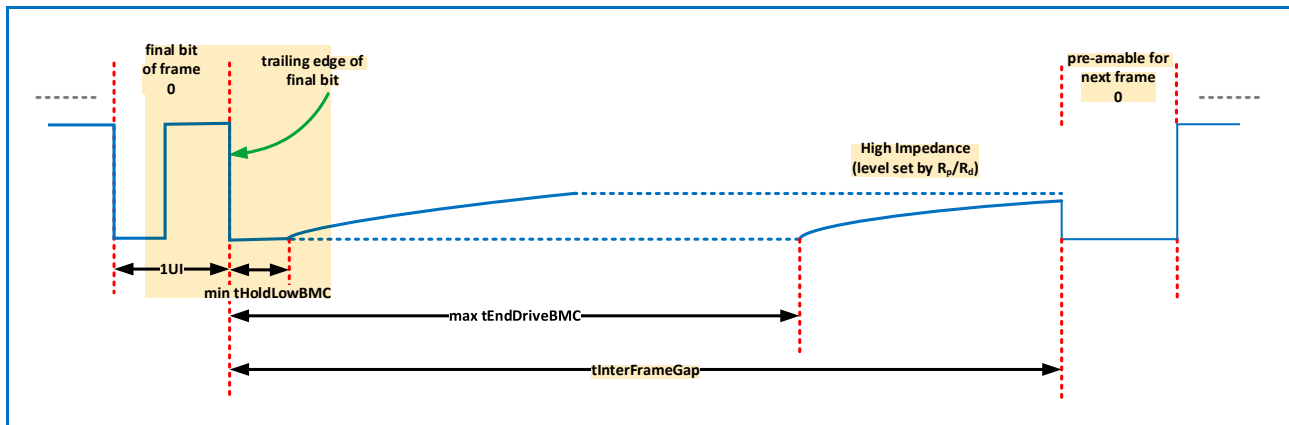 final bit
of frame
0
trailing edge of
final bit
pre-amable for
next frame
0
High Impedance
(level set by Rp/Rd)
1UI
min tHoldLowBMC
max tEndDriveBMC
tInterFrameGap